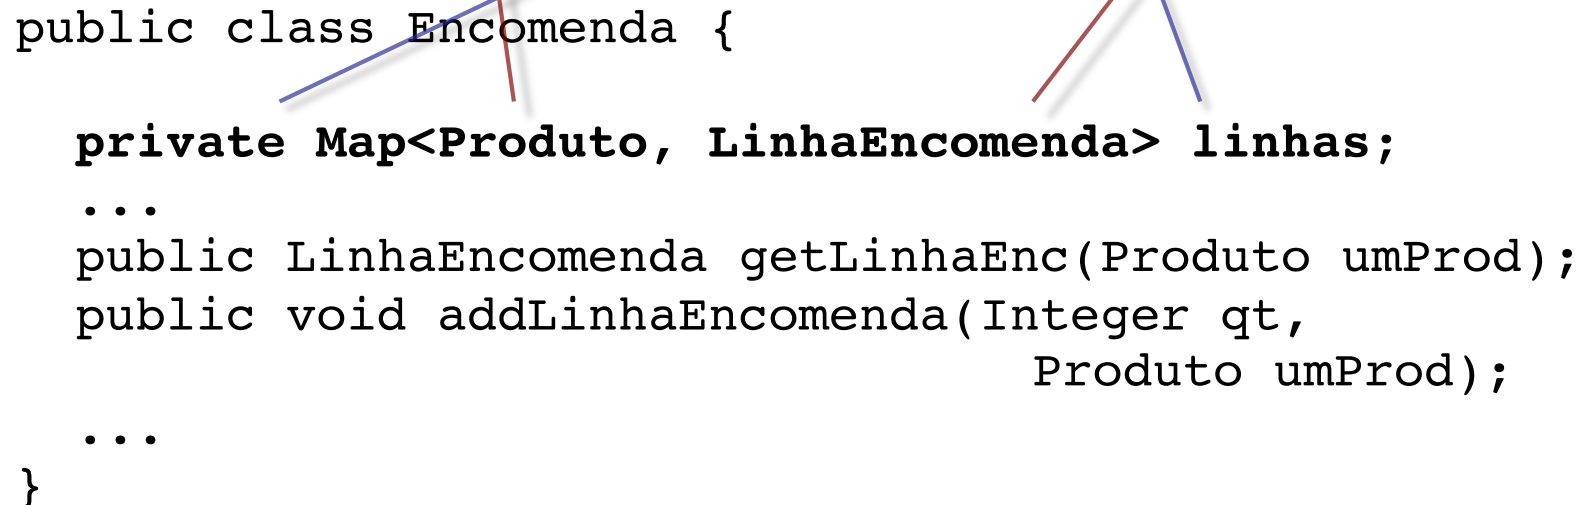 public class Encomenda {
private Map<Produto, LinhaEncomenda> linhas;
...
public LinhaEncomenda getLinhaEnc(Produto umProd);
public void addLinhaEncomenda(Integer qt,
Produto umProd);
...
}